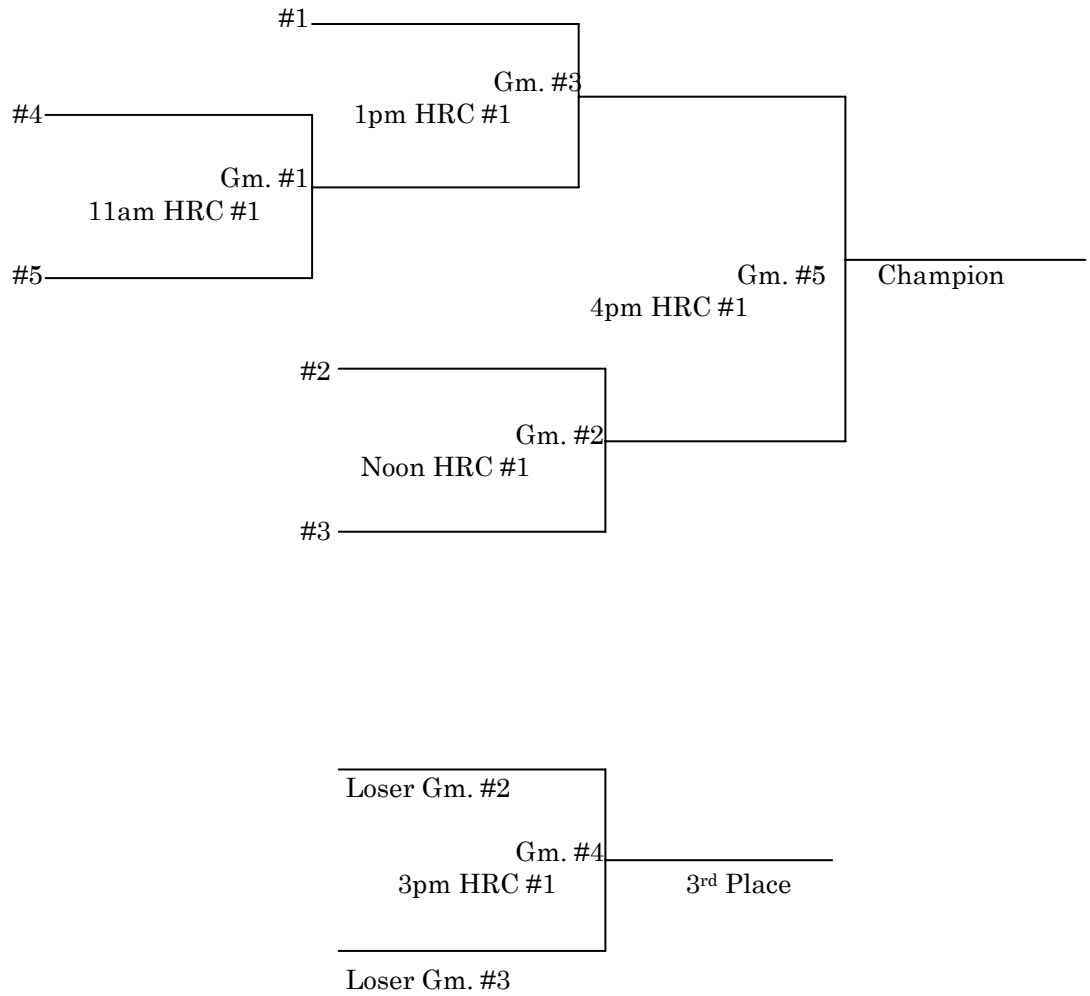 #1
Gm. #3
1pm HRC #1
#4
Gm. #1
11am HRC #1
#5
Gm. #5
4pm HRC #1
Champion
#2
Gm. #2
Noon HRC #1
#3
Loser Gm. #2
Gm. #4
3pm HRC #1
3rd Place
Loser Gm. #3